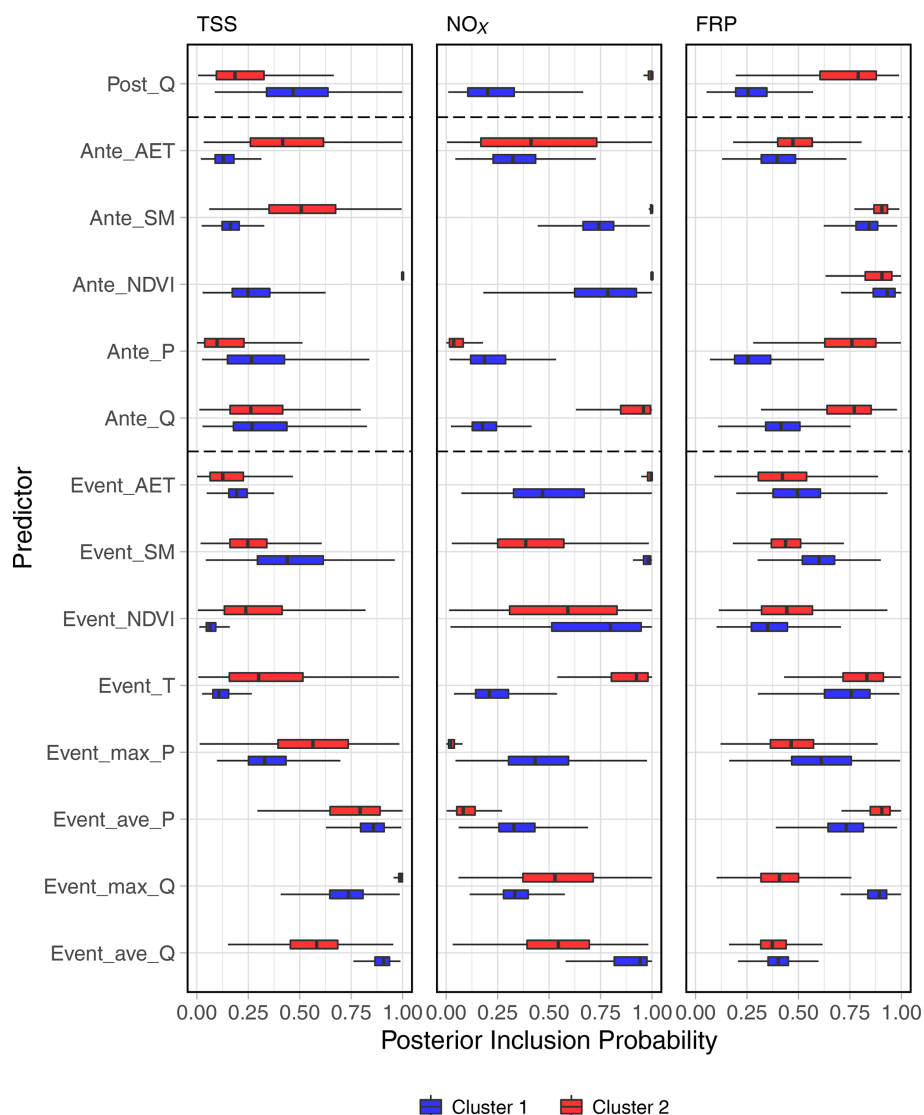 TSS NOX FRP
Post_Q
Ante_AET
Ante_SM
Ante_NDVI
Ante_P
Ante_Q
Event_AET
Event_SM
Event_NDVI
Event_T
Event_max_P
Event_ave_P
Event_max_Q
Event_ave_Q
Predictor
0.00 0.25 0.50 0.75 1.00 0.00 0.25 0.50 0.75 1.00 0.00 0.25 0.50 0.75 1.00
Posterior Inclusion Probability
Cluster 1 Cluster 2